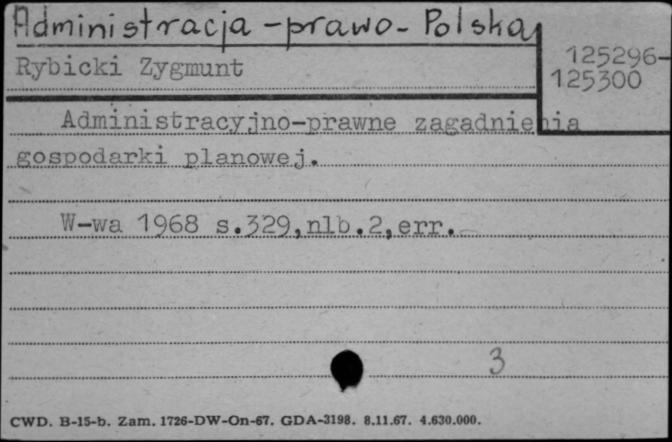 Administracja - prawo - Polska
125296-
125300
Rybicki Zygmunt
Administracyjno-prawne zagadnienia
gospodarki planowej.
W-wa 1968 s.329,nlb.2,err.
3
CWD. B-15-b. Zam. 1726-DW-On-67. GDA-3198. 8.11.67. 4.630.000.